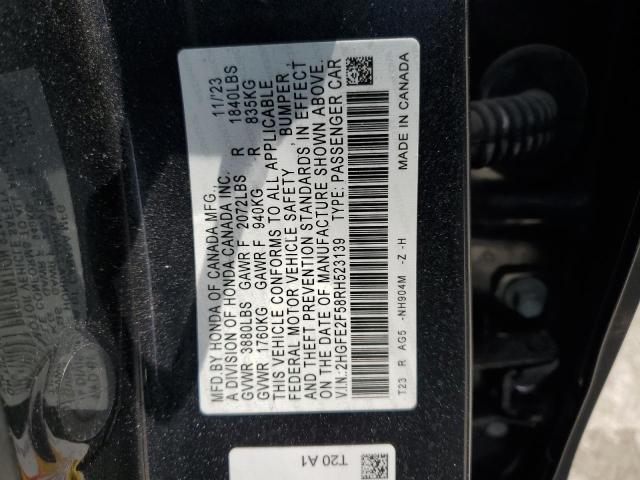 MFD.BY HONDA OF CANADA MFG., 11/'23
A DIVISION OF HONDA CANADA INC.
GVWR 3880LBS GAWR F 2072LBS R 1840LBS
GVWR 1760KG GAWR F 940KG R 835KG
THIS VEHICLE CONFORMS TO ALL APPLICABLE
FEDERAL MOTOR VEHICLE SAFETY BUMPER
AND THEFT PREVENTION STANDARDS IN EFFECT
ON THE DATE OF MANUFACTURE SHOWN ABOVE.
V.I.N.:2HGFE2F58RH523139 TYPE: PASSENGER CAR
T23 R AG5 -NH904M -Z -H MADE IN CANADA
T20 A1